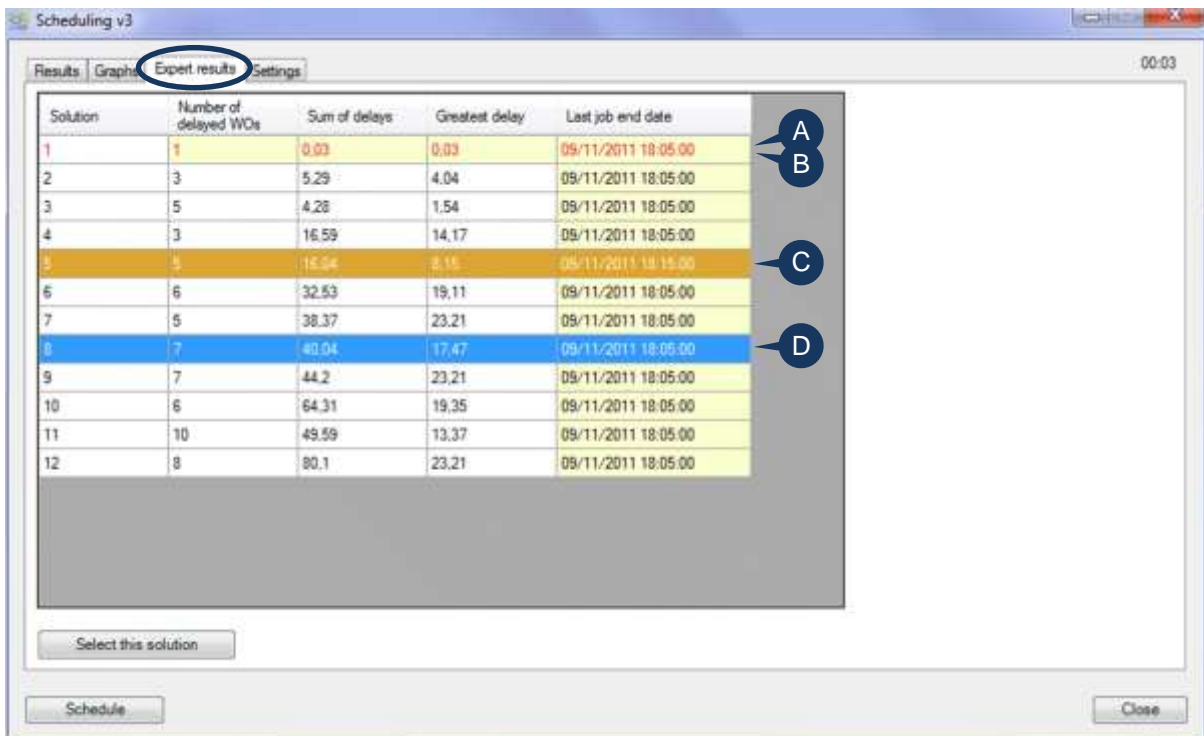 Scheduling v3
Results Graphs Expert results Settings 00:03
Solution Number of delayed WOs Sum of delays Greatest delay Last job end date
1 1 0,03 0,03 09/11/2011 18:05:00 A
B
2 3 5,29 4,04 09/11/2011 18:05:00
3 5 4,28 1,54 09/11/2011 18:05:00
4 3 16,59 14,17 09/11/2011 18:05:00
5 5 16,04 8,15 09/11/2011 18:15:00 C
6 6 32,53 19,11 09/11/2011 18:05:00
7 5 38,37 23,21 09/11/2011 18:05:00
8 7 40,04 17,47 09/11/2011 18:05:00 D
9 7 44,2 23,21 09/11/2011 18:05:00
10 6 64,31 19,35 09/11/2011 18:05:00
11 10 49,59 13,37 09/11/2011 18:05:00
12 8 80,1 23,21 09/11/2011 18:05:00
Select this solution
Schedule Close